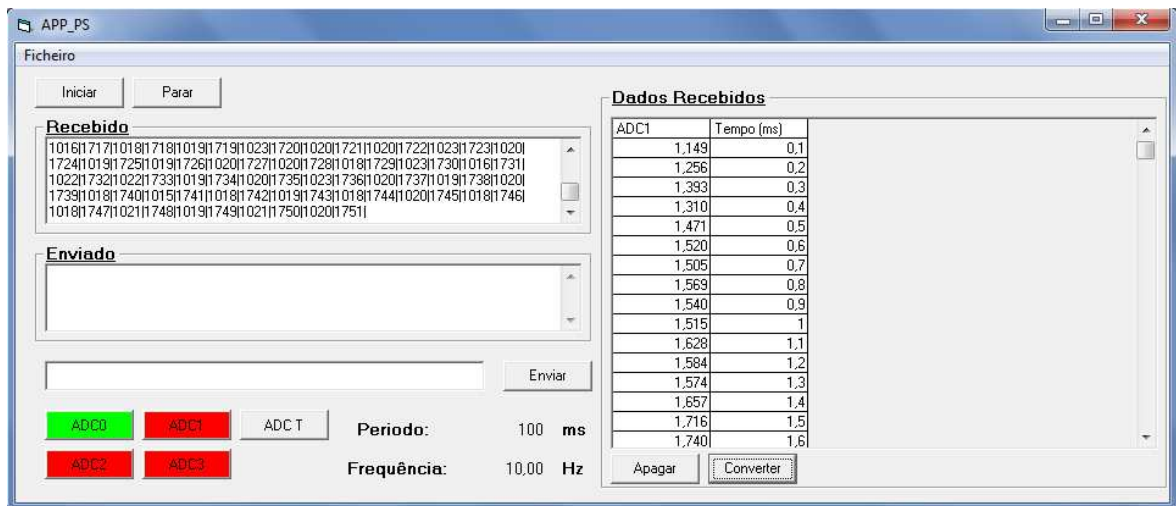 APP_PS
Ficheiro
Iniciar Parar
Recebido
1016|1717|1018|1718|1019|1719|1023|1720|1020|1721|1020|1722|1023|1723|1020|
1724|1019|1725|1019|1726|1020|1727|1020|1728|1018|1729|1023|1730|1016|1731|
1022|1732|1022|1733|1019|1734|1020|1735|1023|1736|1020|1737|1019|1738|1020|
1739|1018|1740|1015|1741|1018|1742|1019|1743|1018|1744|1020|1745|1018|1746|
1018|1747|1021|1748|1019|1749|1021|1750|1020|1751|
Enviado
Enviar
ADC0 ADC1 ADC T Periodo: 100 ms
ADC2 ADC3 Frequência: 10,00 Hz
Dados Recebidos
ADC1 Tempo (ms)
1,149 0,1
1,256 0,2
1,393 0,3
1,310 0,4
1,471 0,5
1,520 0,6
1,505 0,7
1,569 0,8
1,540 0,9
1,515 1
1,628 1,1
1,584 1,2
1,574 1,3
1,657 1,4
1,716 1,5
1,740 1,6
Apagar Converter